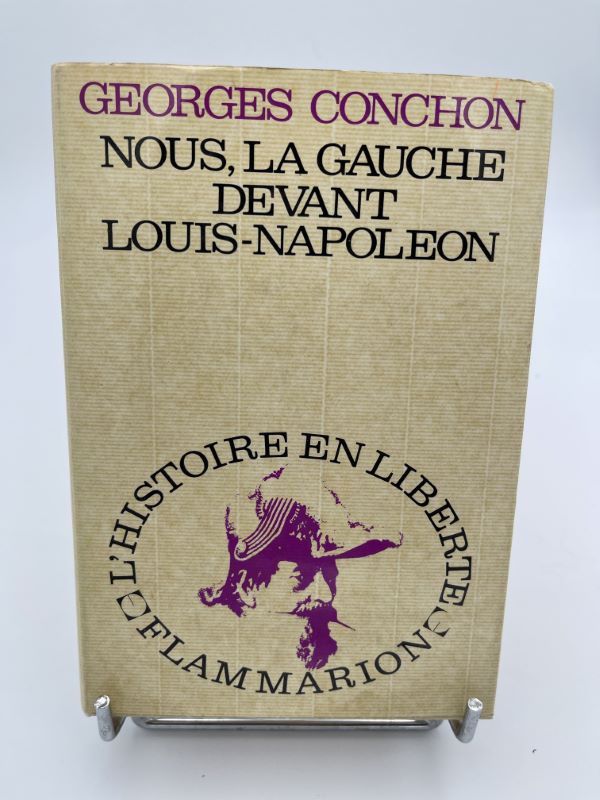 GEORGES CONCHON
NOUS, LA GAUCHE
DEVANT
LOUIS-NAPOLEON
L'HISTOIRE EN LIBERTE
FLAMMARION